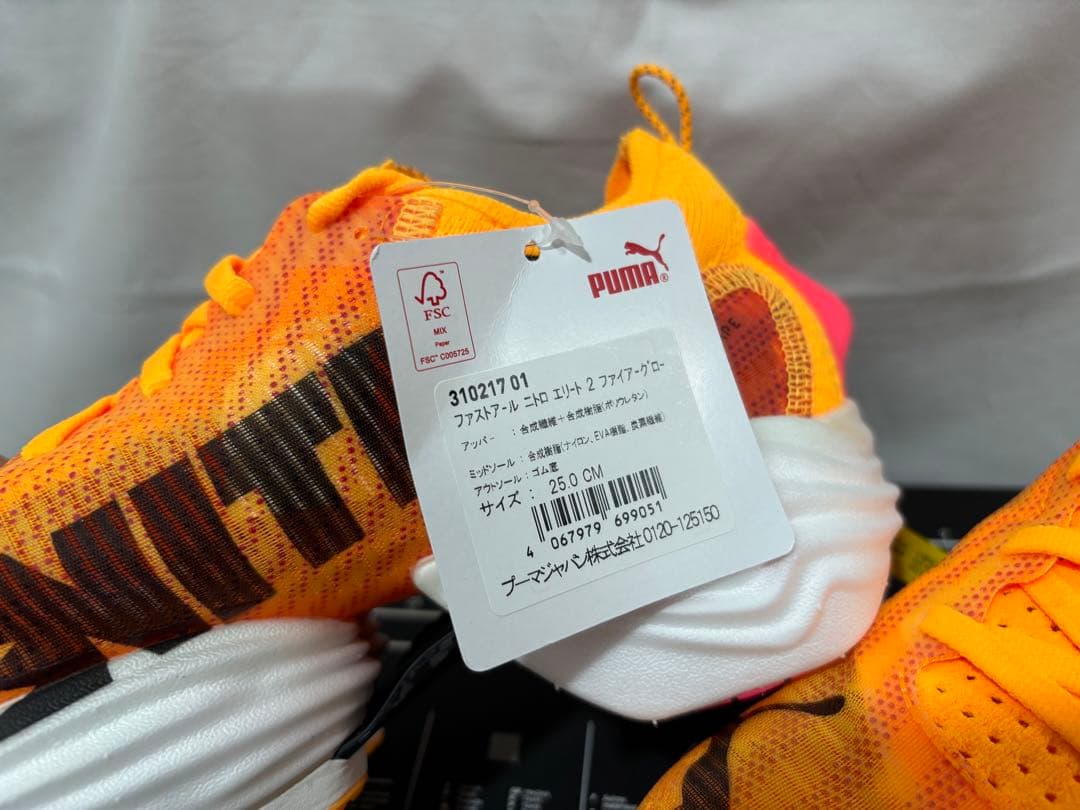 FSC
MIX
Paper
FSC® C005725
PUMA®
310217 01
ファストアール ニトロ エリート 2 ファイアーグロー
アッパー : 合成繊維+合成樹脂(ポリウレタン)
ミッドソール : 合成樹脂(ナイロン、EVA樹脂、炭素繊維)
アウトソール : ゴム底
サイズ : 25.0 CM
4 067979 699051
プーマジャパン株式会社 0120-125150